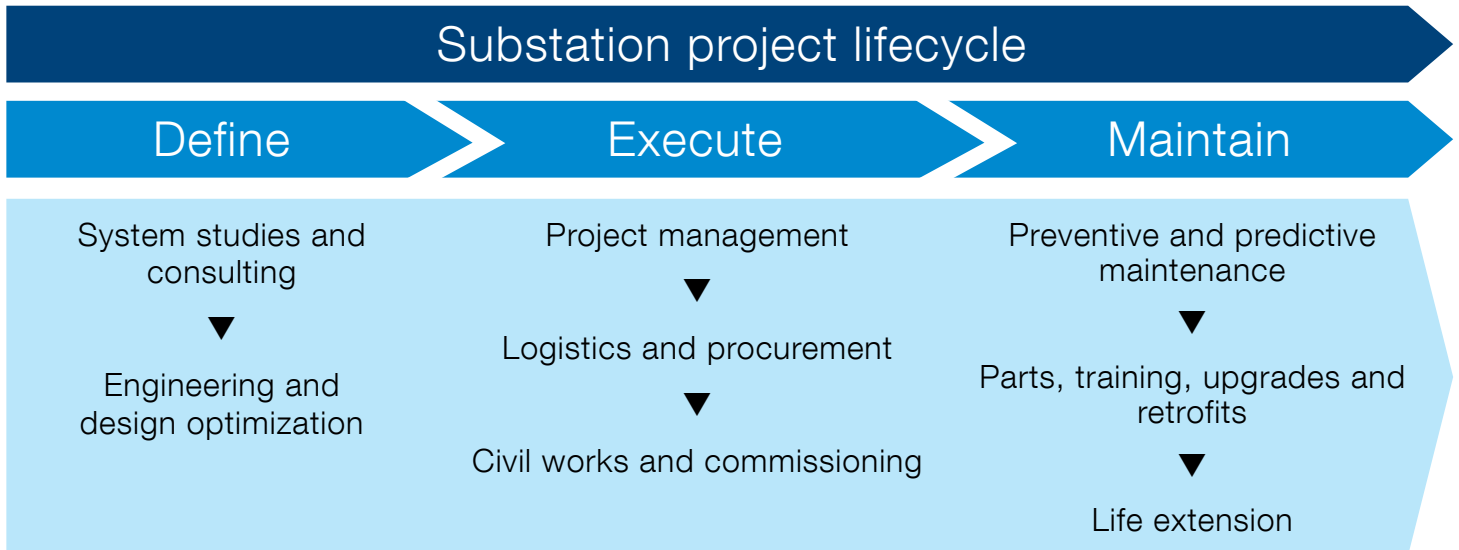 Substation project lifecycle
Define
Execute
Maintain
System studies and
consulting
Engineering and
design optimization
Project management
Logistics and procurement
Civil works and commissioning
Preventive and predictive
maintenance
Parts, training, upgrades and
retrofits
Life extension